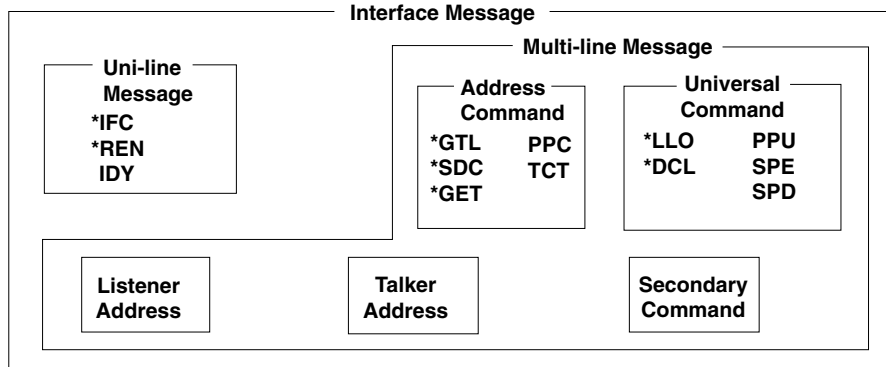 Interface Message
Multi-line Message
Uni-line
Message
*IFC
*REN
IDY
Address
Command
*GTL PPC
*SDC TCT
*GET
Universal
Command
*LLO PPU
*DCL SPE
SPD
Listener
Address
Talker
Address
Secondary
Command